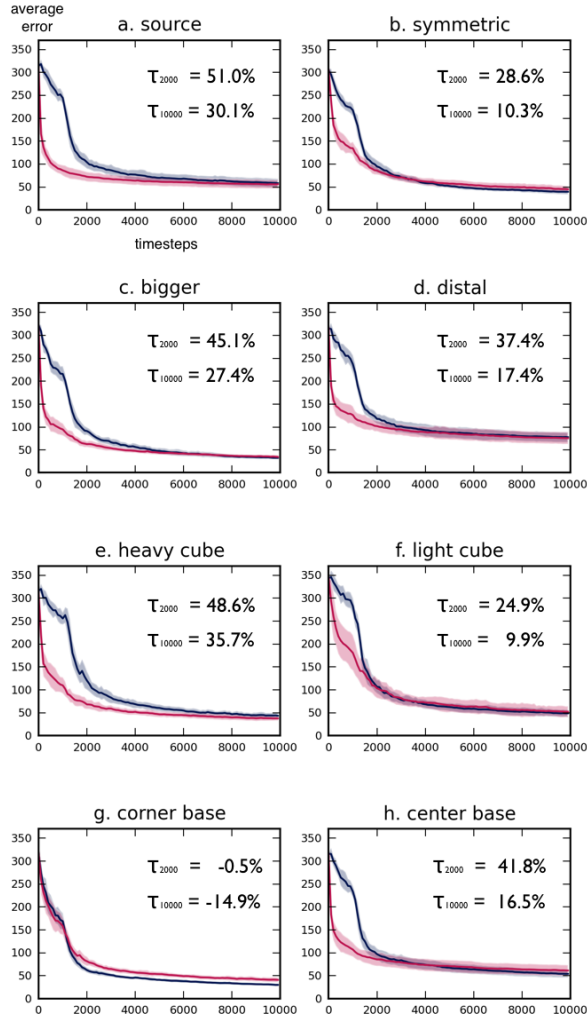 average
error
a. source
350
300
250
200
150
100
50
0
τ2000 = 51.0%
τ10000 = 30.1%
0 2000 4000 6000 8000 10000
timesteps
b. symmetric
350
300
250
200
150
100
50
0
τ2000 = 28.6%
τ10000 = 10.3%
0 2000 4000 6000 8000 10000
c. bigger
350
300
250
200
150
100
50
0
τ2000 = 45.1%
τ10000 = 27.4%
0 2000 4000 6000 8000 10000
d. distal
350
300
250
200
150
100
50
0
τ2000 = 37.4%
τ10000 = 17.4%
0 2000 4000 6000 8000 10000
e. heavy cube
350
300
250
200
150
100
50
0
τ2000 = 48.6%
τ10000 = 35.7%
0 2000 4000 6000 8000 10000
f. light cube
350
300
250
200
150
100
50
0
τ2000 = 24.9%
τ10000 = 9.9%
0 2000 4000 6000 8000 10000
g. corner base
350
300
250
200
150
100
50
0
τ2000 = -0.5%
τ10000 = -14.9%
0 2000 4000 6000 8000 10000
h. center base
350
300
250
200
150
100
50
0
τ2000 = 41.8%
τ10000 = 16.5%
0 2000 4000 6000 8000 10000